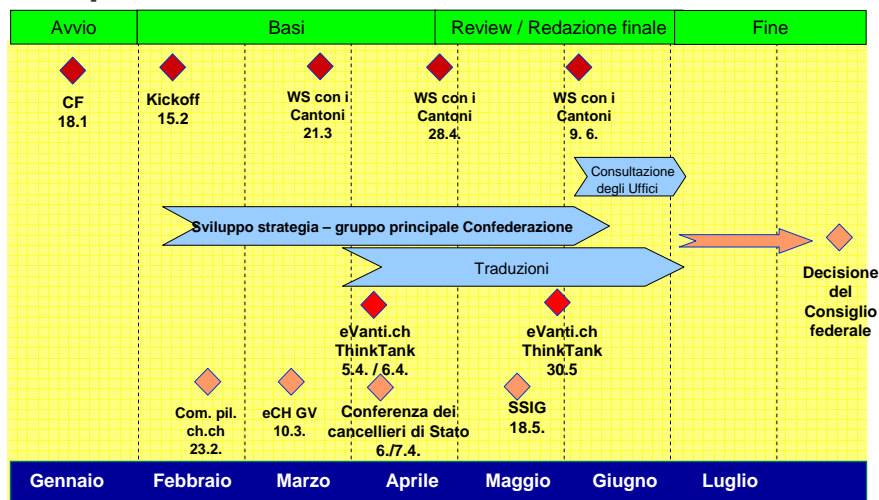 Avvio
Basi
Review / Redazione finale
Fine
CF
18.1
Kickoff
15.2
WS con i
Cantoni
21.3
WS con i
Cantoni
28.4.
WS con i
Cantoni
9. 6.
Consultazione
degli Uffici
Sviluppo strategia – gruppo principale Confederazione
Traduzioni
Decisione
del
Consiglio
federale
eVanti.ch
ThinkTank
5.4. / 6.4.
eVanti.ch
ThinkTank
30.5
Com. pil.
ch.ch
23.2.
eCH GV
10.3.
Conferenza dei
cancellieri di Stato
6./7.4.
SSIG
18.5.
Gennaio
Febbraio
Marzo
Aprile
Maggio
Giugno
Luglio